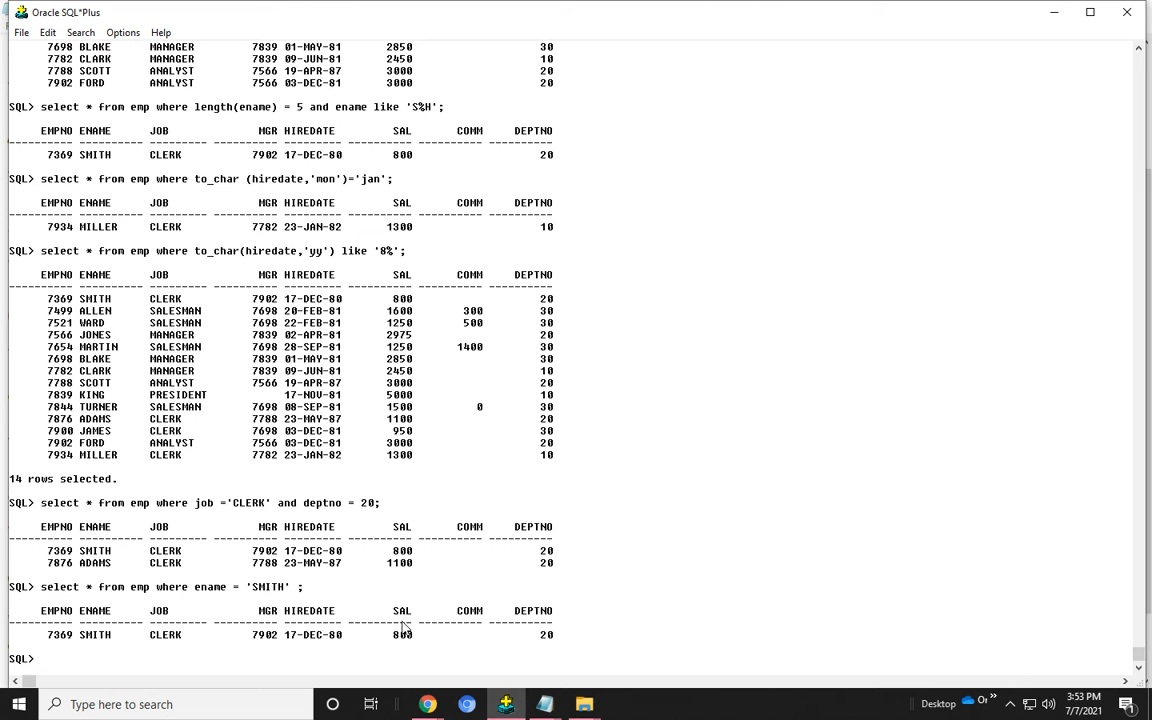 Oracle SQL*Plus
File Edit Search Options Help
7698 BLAKE MANAGER 7839 01-MAY-81 2850 30
7782 CLARK MANAGER 7839 09-JUN-81 2450 10
7788 SCOTT ANALYST 7566 19-APR-87 3000 20
7902 FORD ANALYST 7566 03-DEC-81 3000 20
SQL> select * from emp where length(ename) = 5 and ename like 'S%H';
EMPNO ENAME JOB MGR HIREDATE SAL COMM DEPTNO
--------- ---------- --------- --------- --------- --------- --------- ---------
7369 SMITH CLERK 7902 17-DEC-80 800 20
SQL> select * from emp where to_char (hiredate,'mon')='jan';
EMPNO ENAME JOB MGR HIREDATE SAL COMM DEPTNO
--------- ---------- --------- --------- --------- --------- --------- ---------
7934 MILLER CLERK 7782 23-JAN-82 1300 10
SQL> select * from emp where to_char(hiredate,'yy') like '8%';
EMPNO ENAME JOB MGR HIREDATE SAL COMM DEPTNO
--------- ---------- --------- --------- --------- --------- --------- ---------
7369 SMITH CLERK 7902 17-DEC-80 800 20
7499 ALLEN SALESMAN 7698 20-FEB-81 1600 300 30
7521 WARD SALESMAN 7698 22-FEB-81 1250 500 30
7566 JONES MANAGER 7839 02-APR-81 2975 20
7654 MARTIN SALESMAN 7698 28-SEP-81 1250 1400 30
7698 BLAKE MANAGER 7839 01-MAY-81 2850 30
7782 CLARK MANAGER 7839 09-JUN-81 2450 10
7788 SCOTT ANALYST 7566 19-APR-87 3000 20
7839 KING PRESIDENT 17-NOV-81 5000 10
7844 TURNER SALESMAN 7698 08-SEP-81 1500 0 30
7876 ADAMS CLERK 7788 23-MAY-87 1100 20
7900 JAMES CLERK 7698 03-DEC-81 950 30
7902 FORD ANALYST 7566 03-DEC-81 3000 20
7934 MILLER CLERK 7782 23-JAN-82 1300 10
14 rows selected.
SQL> select * from emp where job ='CLERK' and deptno = 20;
EMPNO ENAME JOB MGR HIREDATE SAL COMM DEPTNO
--------- ---------- --------- --------- --------- --------- --------- ---------
7369 SMITH CLERK 7902 17-DEC-80 800 20
7876 ADAMS CLERK 7788 23-MAY-87 1100 20
SQL> select * from emp where ename = 'SMITH' ;
EMPNO ENAME JOB MGR HIREDATE SAL COMM DEPTNO
--------- ---------- --------- --------- --------- --------- --------- ---------
7369 SMITH CLERK 7902 17-DEC-80 800 20
SQL>
Type here to search Desktop Or 3:53 PM
7/7/2021 1